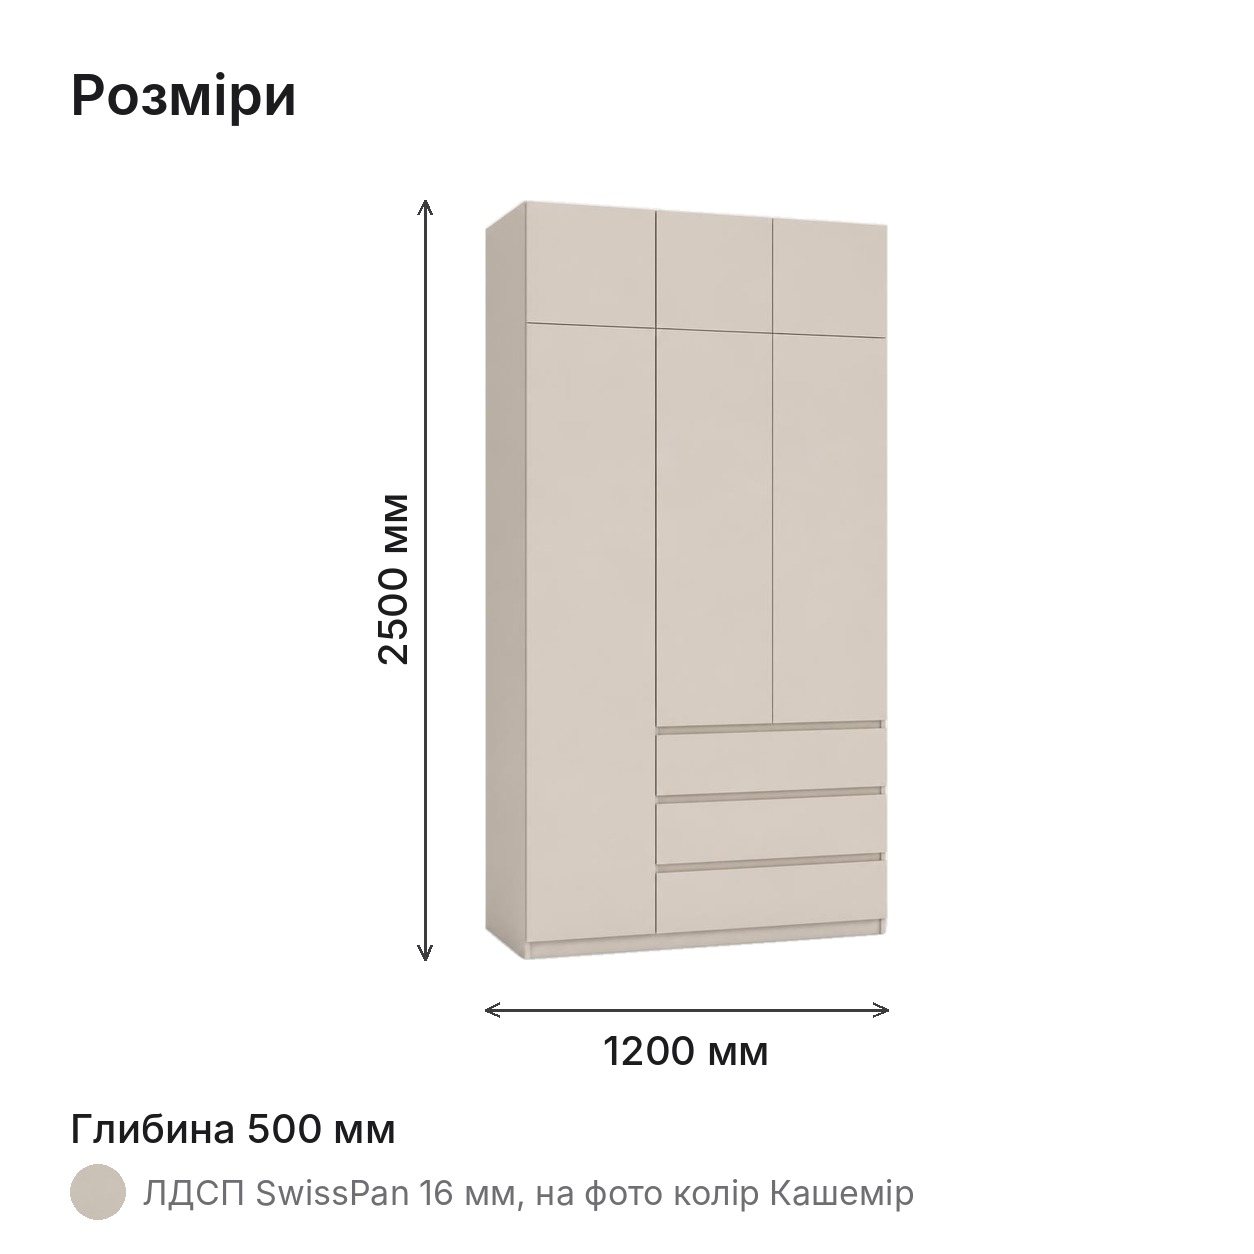 Розміри
2500 мм
1200 мм
Глибина 500 мм
ЛДСП SwissPan 16 мм, на фото колір Кашемір